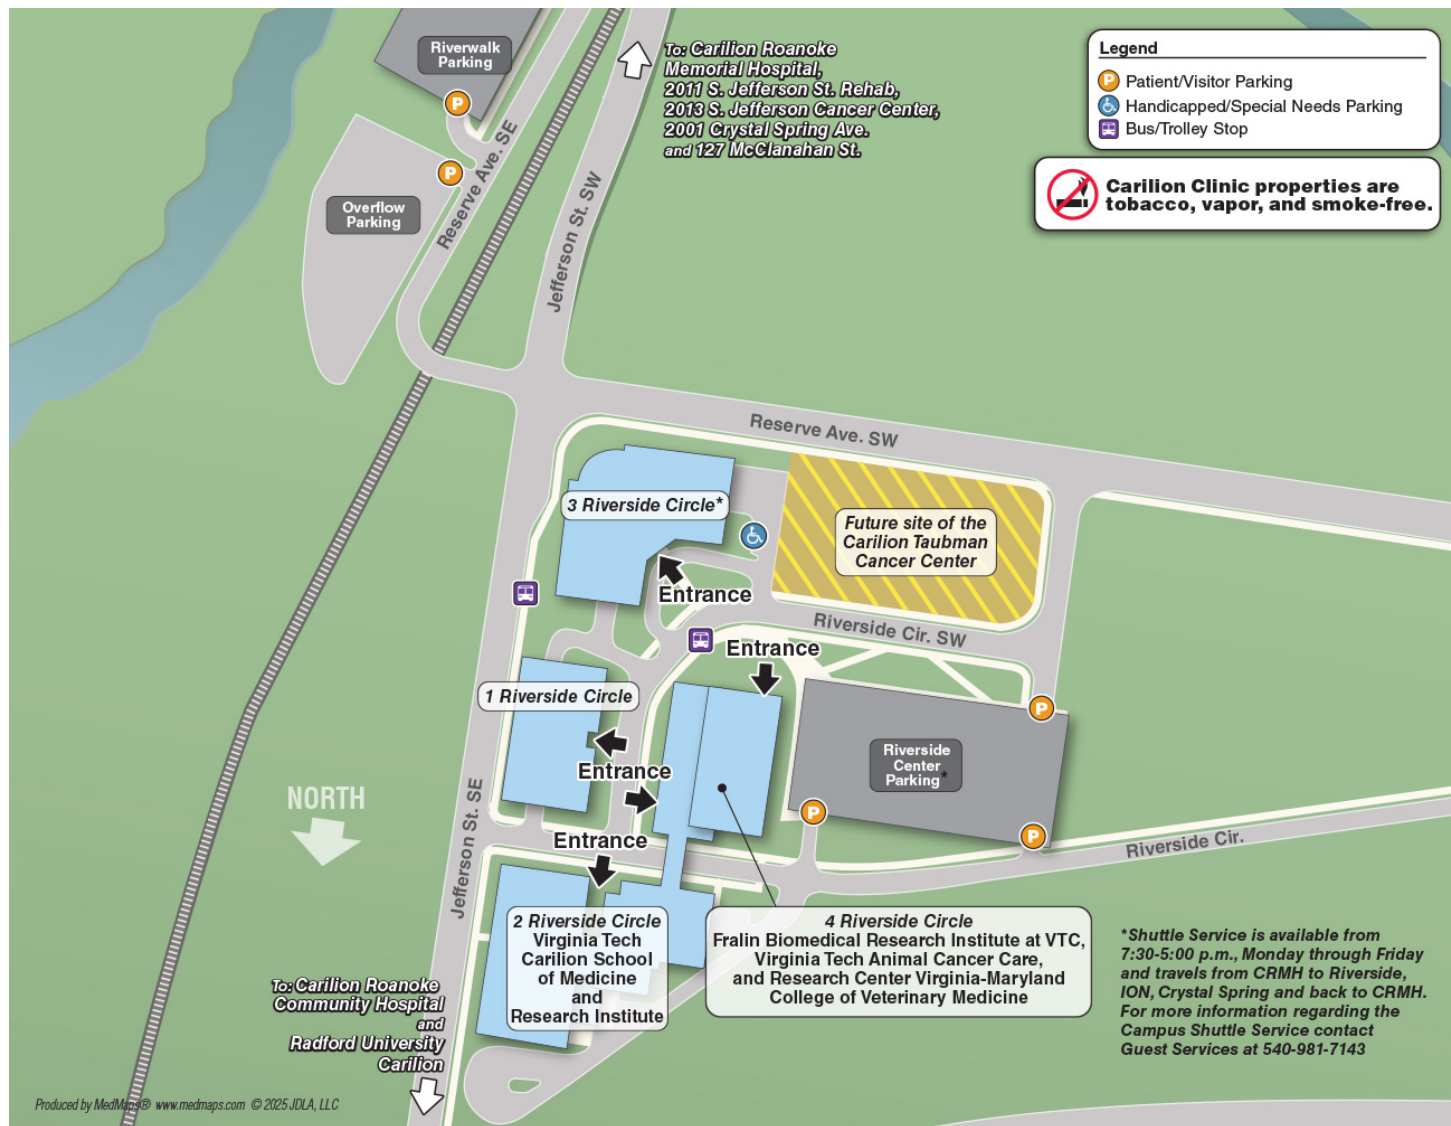 Riverwalk
Parking
To: Carilion Roanoke
Memorial Hospital,
2011 S. Jefferson St. Rehab,
2013 S. Jefferson Cancer Center,
2001 Crystal Spring Ave.
and 127 McClanahan St.
Legend
P Patient/Visitor Parking
Handicapped/Special Needs Parking
Bus/Trolley Stop
Carilion Clinic properties are
tobacco, vapor, and smoke-free.
P
P
Overflow
Parking
Reserve Ave. SE
Jefferson St. SW
Reserve Ave. SW
3 Riverside Circle*
Future site of the
Carilion Taubman
Cancer Center
Entrance
Riverside Cir. SW
Entrance
1 Riverside Circle
P
Riverside
Center
Parking*
Entrance
NORTH
Jefferson St. SE
P
P
Entrance
Riverside Cir.
2 Riverside Circle
Virginia Tech
Carilion School
of Medicine
and
Research Institute
4 Riverside Circle
Fralin Biomedical Research Institute at VTC,
Virginia Tech Animal Cancer Care,
and Research Center Virginia-Maryland
College of Veterinary Medicine
*Shuttle Service is available from
7:30-5:00 p.m., Monday through Friday
and travels from CRMH to Riverside,
ION, Crystal Spring and back to CRMH.
For more information regarding the
Campus Shuttle Service contact
Guest Services at 540-981-7143
To: Carilion Roanoke
Community Hospital
and
Radford University
Carilion
Produced by MedMaps® www.medmaps.com © 2025 JDLA, LLC